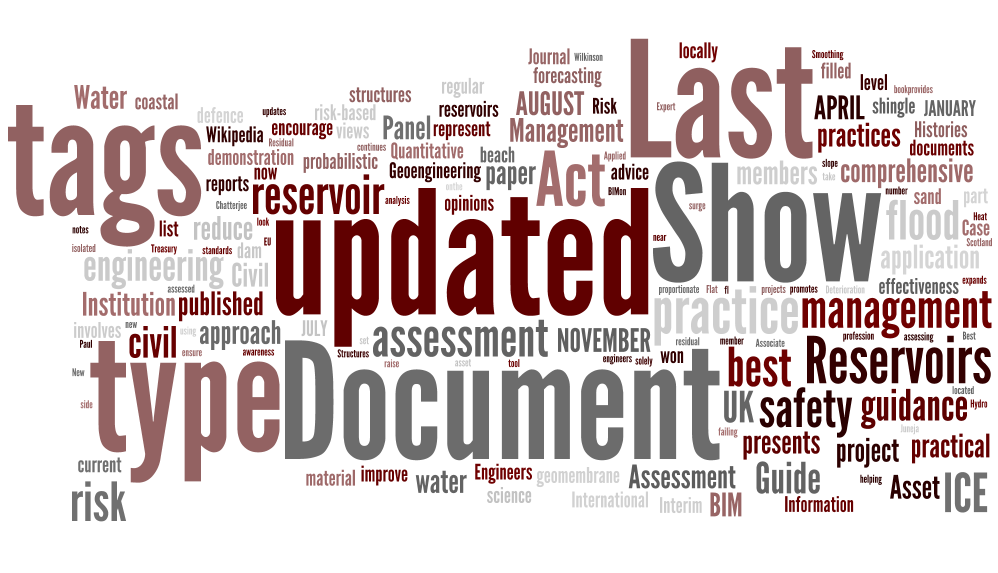 Journal
Wilkinson
locally
Last
Smoothing
forecasting
filled
level
bookprovides
Water
coastal
structures
regular
AUGUST
Risk
Expert
APRIL
shingle
JANUARY
tags
defence
updates
risk-based
reservoirs
Wikipedia
encourage
views
Panel
represent
Management
practices
Histories
documents
Residual
continues
Quantitative
demonstration
probabilistic
beach
Applied
slope
now
Geoengineering
paper
Act
advice
members
take
comprehensive
reports
reservoir
analysis
oothe
BIMon
Show
number
sand
part
Chatterjee
opinions
surge
flood
Heat
notes
list
reduce
look
updated
Case
EU
near
Scotland
isolated
Treasury
standards
dam
application
engineering
Civil
assessed
proportionate
Flat
fl
projects
promotes
Deterioration
effectiveness
expands
Institution
published
practice
management
involves
new
using
approach
JULY
set
assessment
NOVEMBER
residual
member
Associate
profession
assessing
Best
Paul
civil
ensure
awareness
Structures
raise
asset
tool
engineers
solely
won
best
Reservoirs
New
type
Document
located
side
UK
safety
guidance
Hydro
failing
luneja
presents
project
practical
current
material
improve
water
Engineers
geomembrane
Assessment
Guide
helping
Asset
ICE
risk
science
International
Interim
BIM
Information